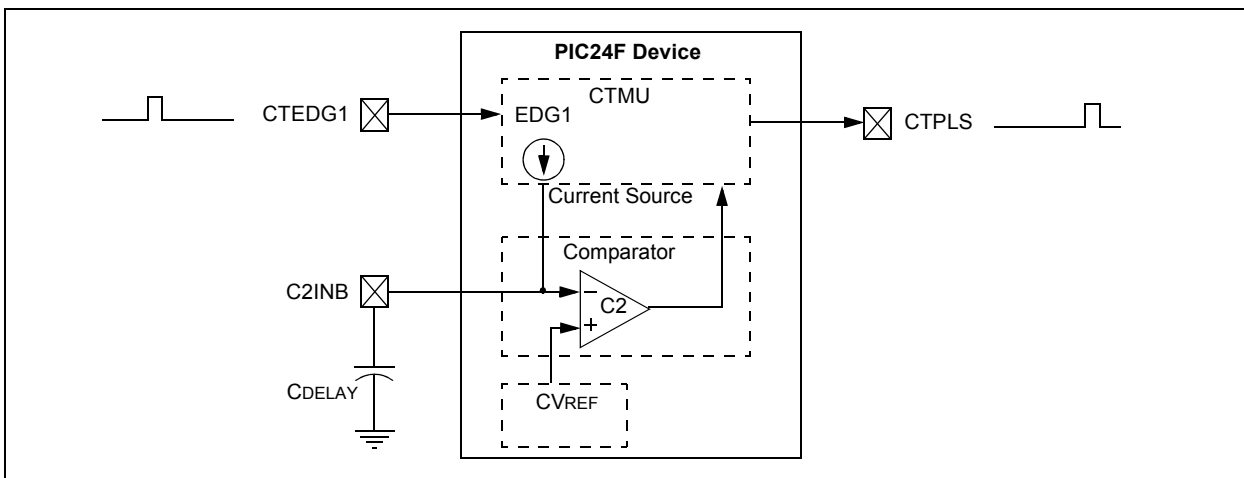 PIC24F Device
CTMU
CTEDG1
EDG1
CTPLS
Current Source
Comparator
C2INB
−
C2
+
CDELAY
CVREF